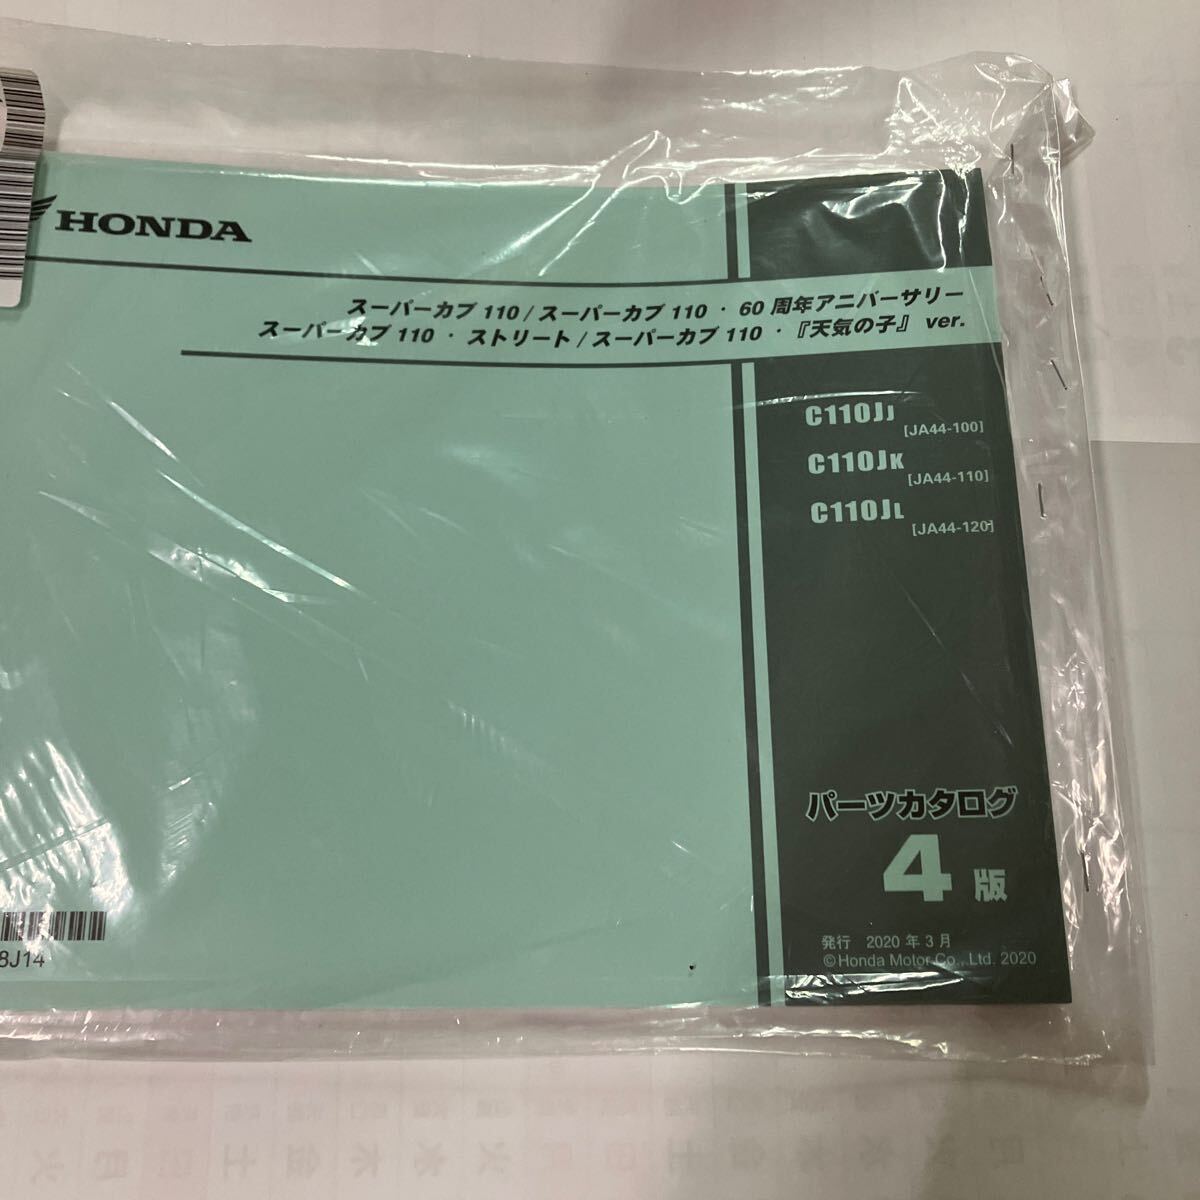 HONDA
スーパーカブ 110 / スーパーカブ 110 ・ 60 周年アニバーサリー
スーパーカブ 110 ・ ストリート / スーパーカブ 110 ・ 『天気の子』 ver.
C110JJ
[JA44-100]
C110JK
[JA44-110]
C110JL
[JA44-120]
パーツカタログ
4 版
発行 2020 年 3 月
©Honda Motor Co., Ltd. 2020
8J14